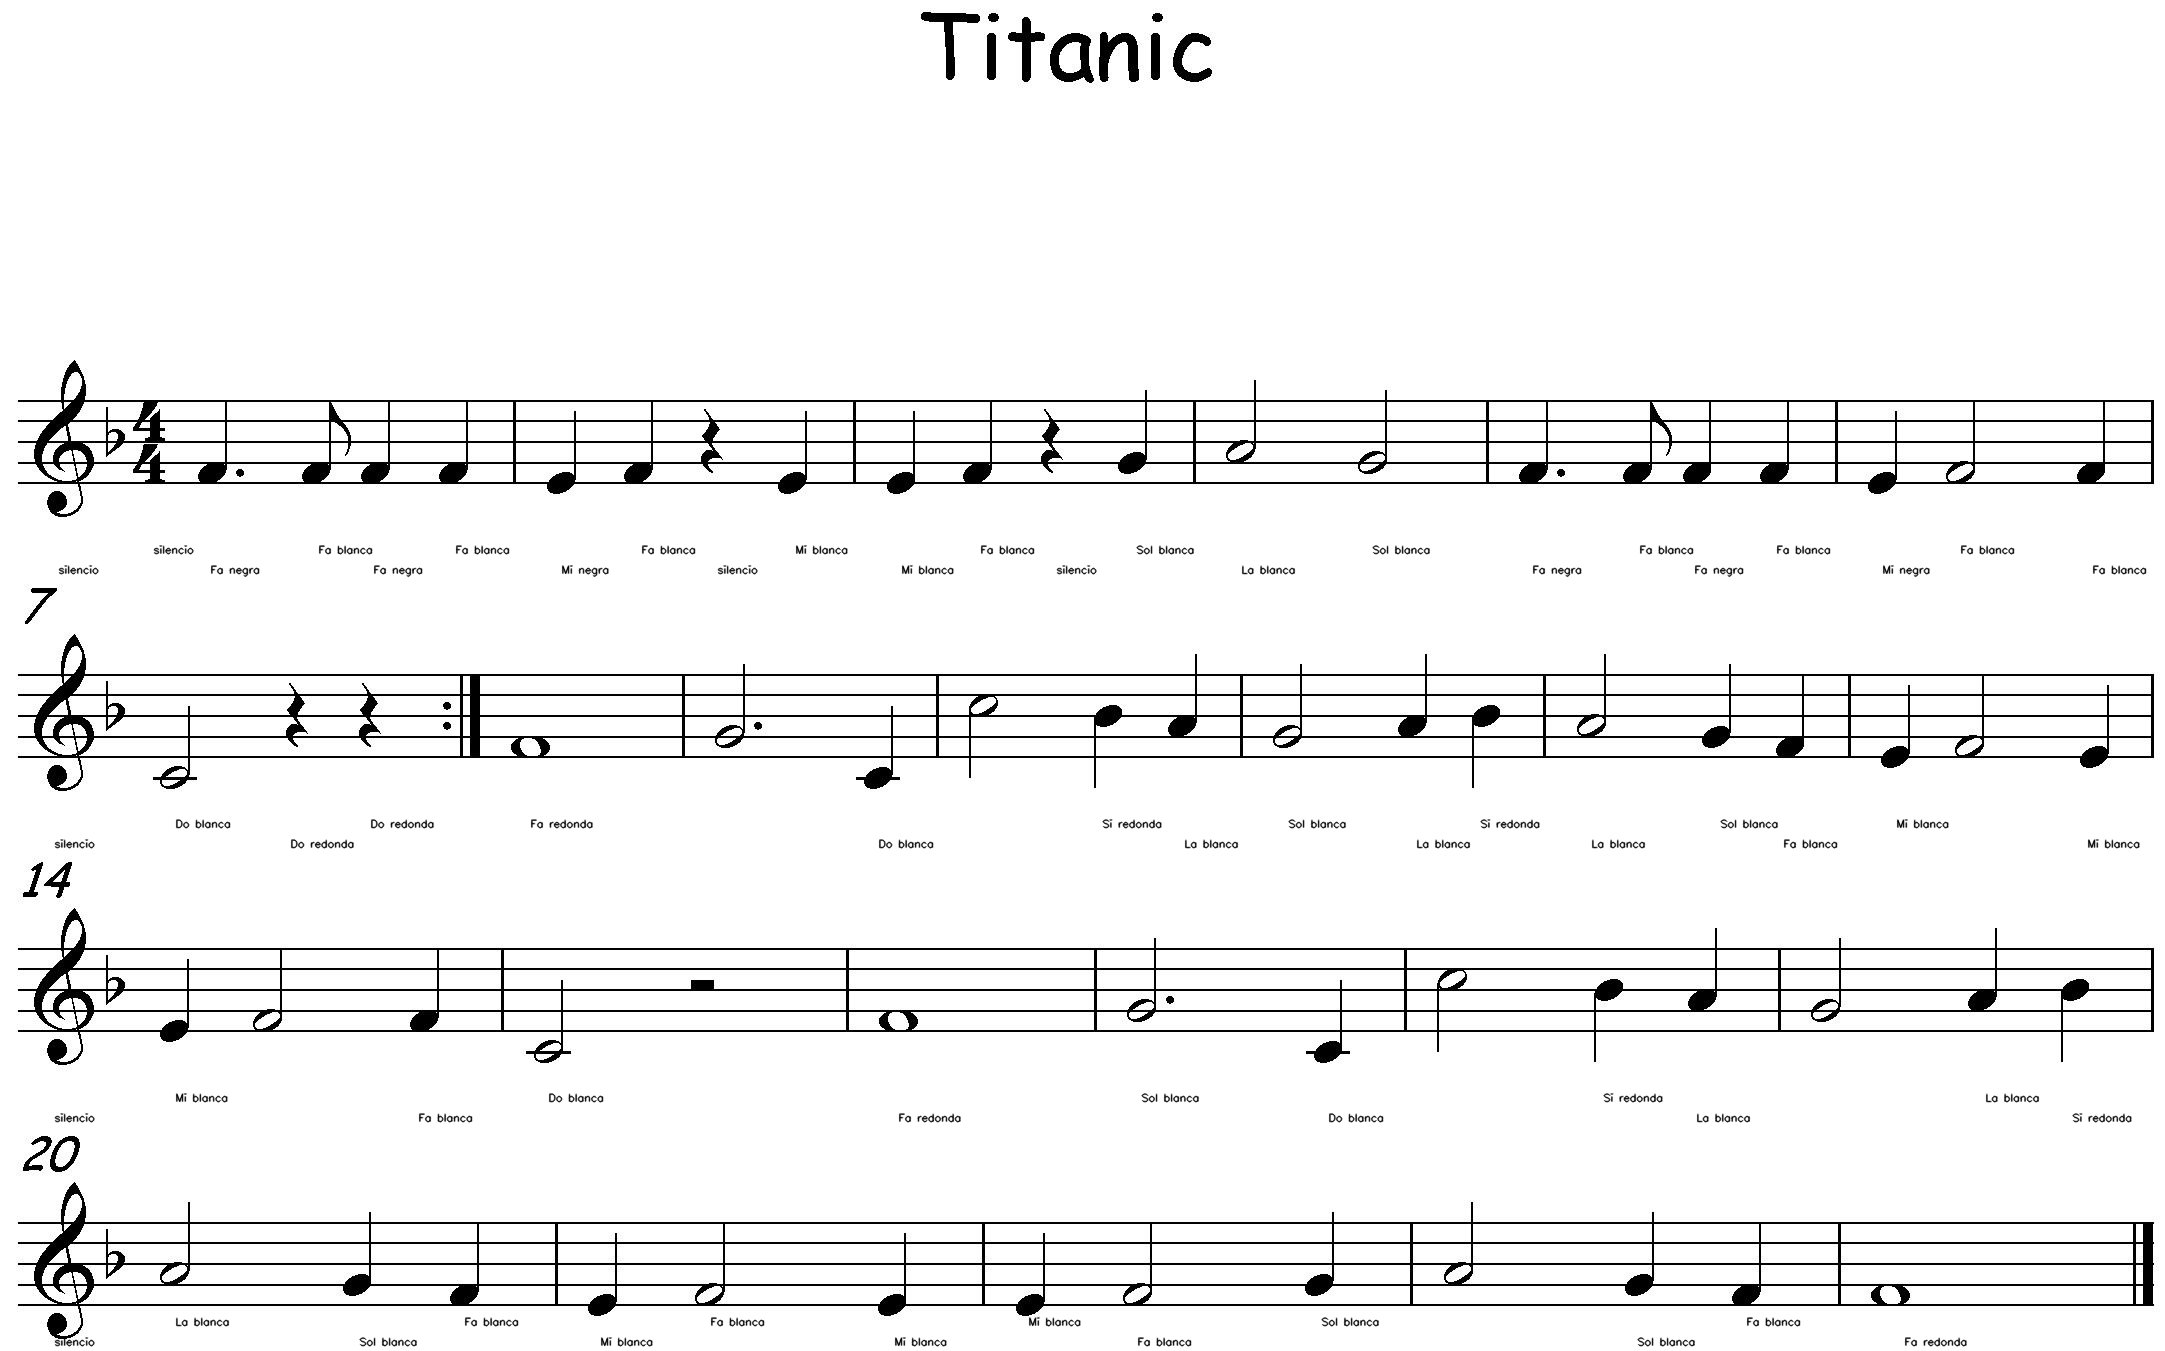 Titanic
4
4
silencio Fa blanca Fa blanca Fa blanca Mi blanca Fa blanca Sol blanca Sol blanca Fa blanca Fa blanca Fa blanca
silencio Fa negra Fa negra Mi negra silencio Mi blanca silencio La blanca Fa negra Fa negra Mi negra Fa blanca
7
Do blanca Do redonda Fa redonda Si redonda Sol blanca Si redonda Sol blanca Mi blanca
silencio Do redonda Do blanca La blanca La blanca La blanca Fa blanca Mi blanca
14
Mi blanca Do blanca Sol blanca Si redonda La blanca
silencio Fa blanca Fa redonda Do blanca La blanca Si redonda
20
La blanca Fa blanca Fa blanca Mi blanca Sol blanca Fa blanca
silencio Sol blanca Mi blanca Mi blanca Fa blanca Sol blanca Fa redonda